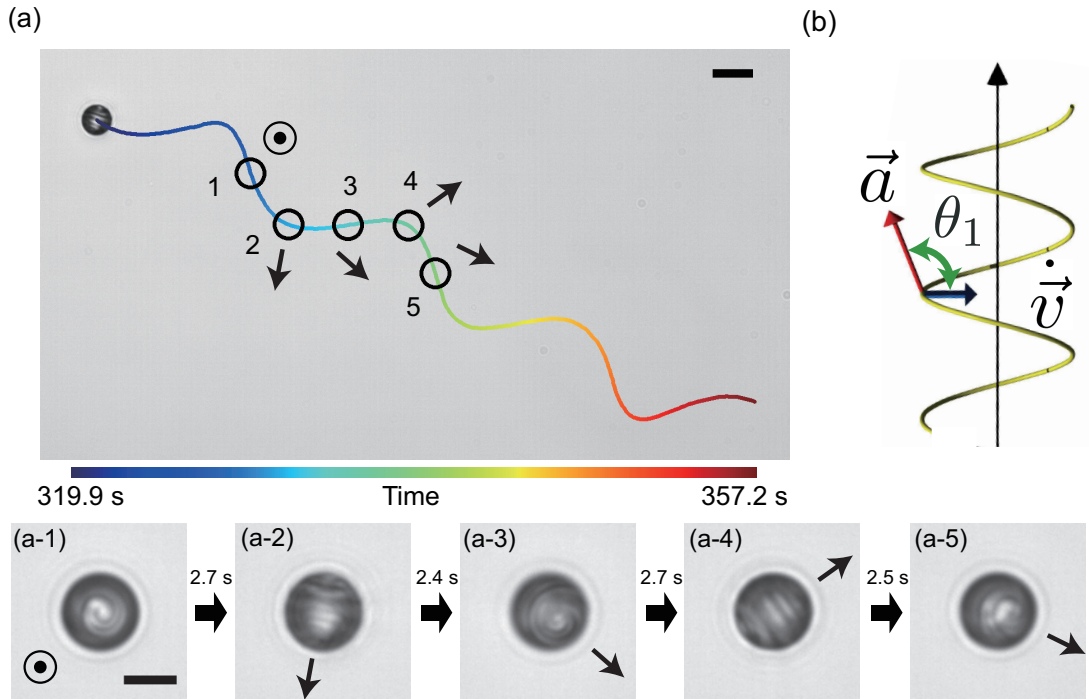 (a)
(b)
1
2
3
4
5
a⃗
θ₁
v⃗̇
319.9 s
Time
357.2 s
(a-1)
2.7 s
(a-2)
2.4 s
(a-3)
2.7 s
(a-4)
2.5 s
(a-5)